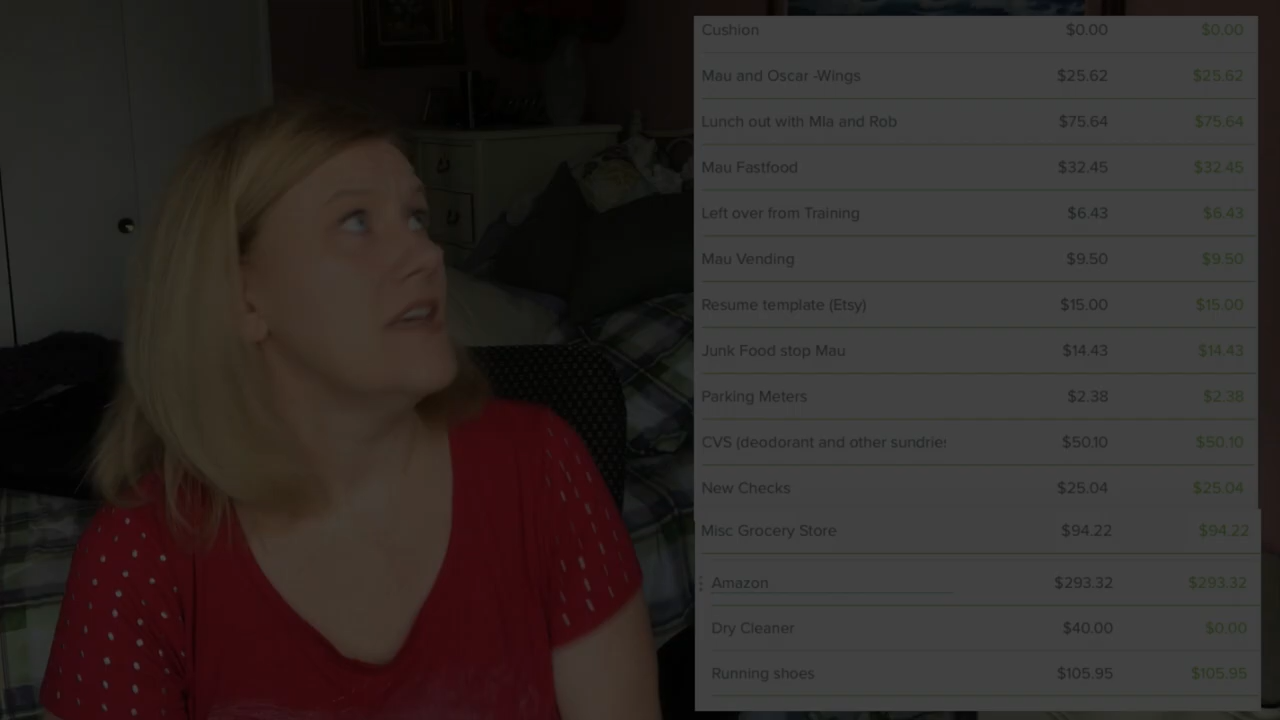 Cushion $0.00 $0.00
Mau and Oscar -Wings $25.62 $25.62
Lunch out with Mia and Rob $75.64 $75.64
Mau Fastfood $32.45 $32.45
Left over from Training $6.43 $6.43
Mau Vending $9.50 $9.50
Resume template (Etsy) $15.00 $15.00
Junk Food stop Mau $14.43 $14.43
Parking Meters $2.38 $2.38
CVS (deodorant and other sundries $50.10 $50.10
New Checks $25.04 $25.04
Misc Grocery Store $94.22 $94.22
Amazon $293.32 $293.32
Dry Cleaner $40.00 $0.00
Running shoes $105.95 $105.95